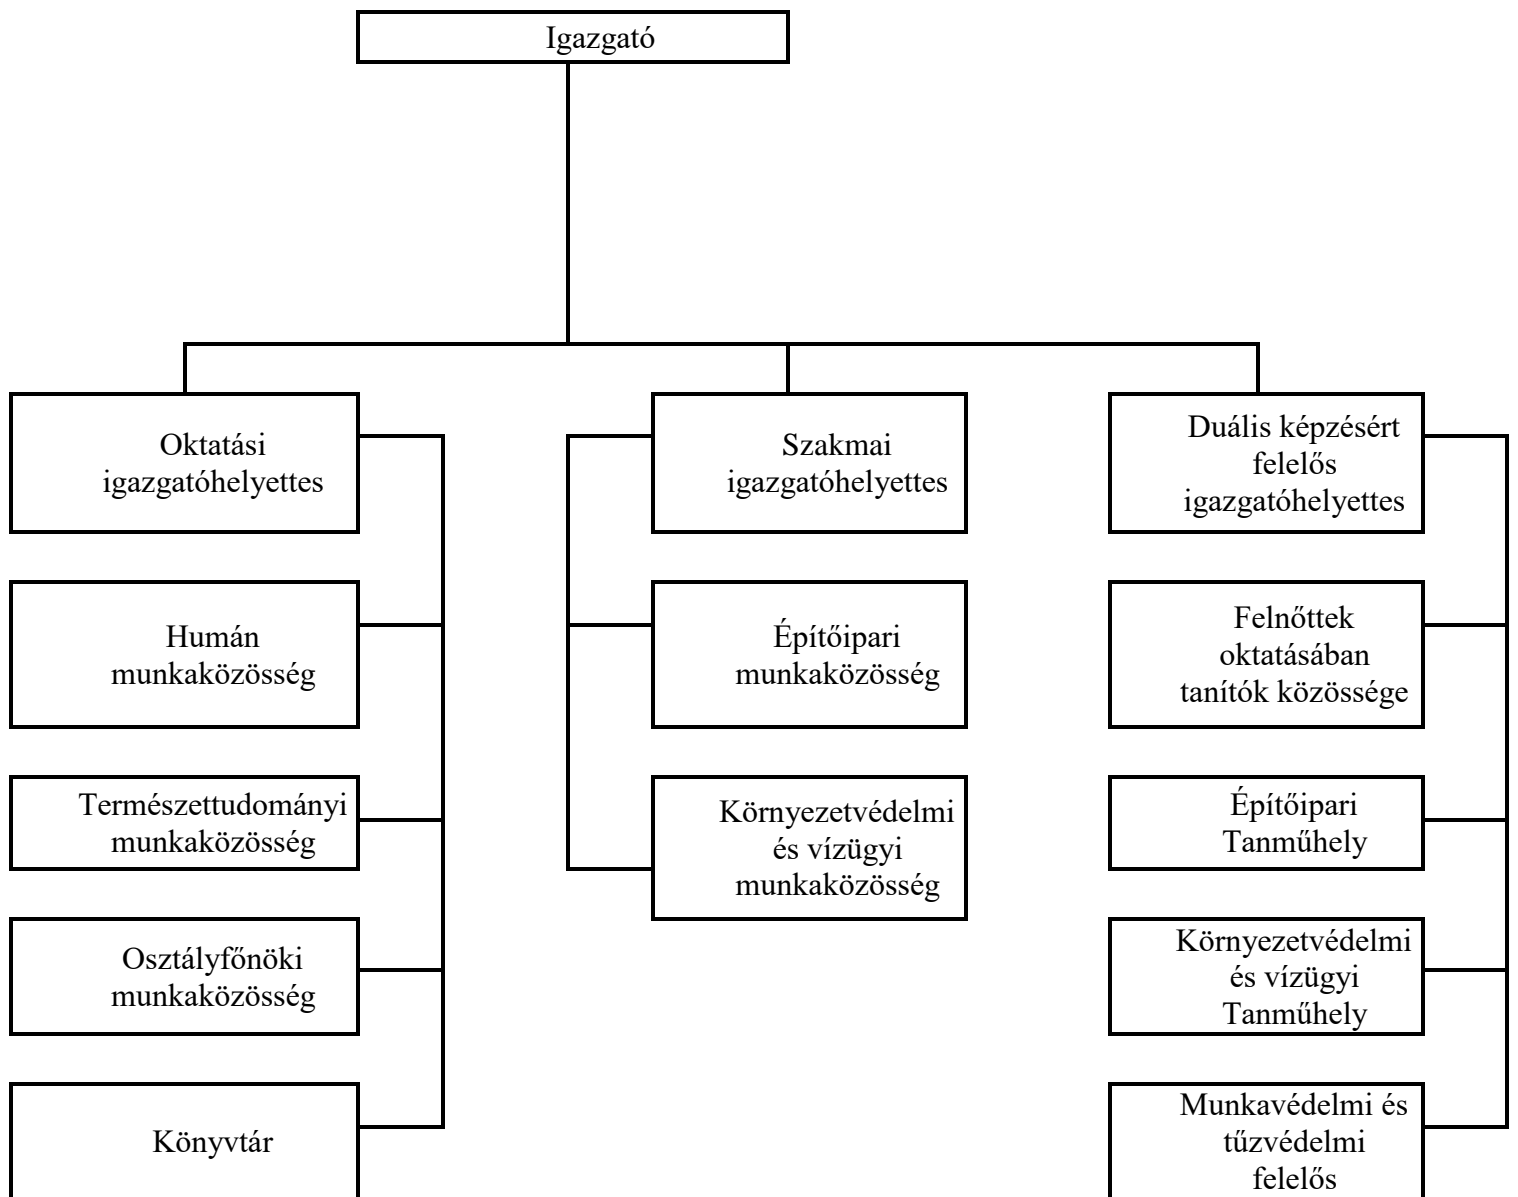 Igazgató
Oktatási
igazgatóhelyettes
Humán
munkaközösség
Természettudományi
munkaközösség
Osztályfőnöki
munkaközösség
Könyvtár
Szakmai
igazgatóhelyettes
Építőipari
munkaközösség
Környezetvédelmi
és vízügyi
munkaközösség
Duális képzésért
felelős
igazgatóhelyettes
Felnőttek
oktatásában
tanítók közössége
Építőipari
Tanműhely
Környezetvédelmi
és vízügyi
Tanműhely
Munkavédelmi és
tűzvédelmi
felelős